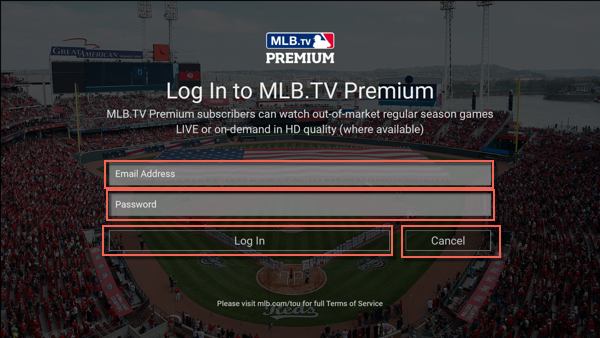 GREAT AMERICAN
MLB.TV
PREMIUM
Log In to MLB.TV Premium
MLB.TV Premium subscribers can watch out-of-market regular season games
LIVE or on-demand in HD quality (where available)
Email Address
Password
Log In
Cancel
Please visit mlb.com/tou for full Terms of Service
Reds